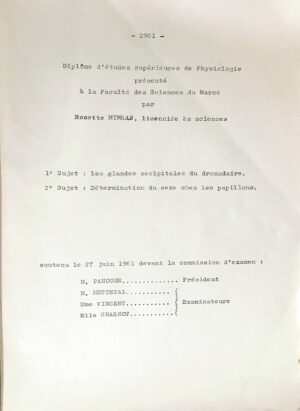 - 1961 -
Diplôme d'études supérieures de Physiologie
présenté
à la Faculté des Sciences du Maroc
par
Rosette licenciée ès sciences
1° Sujet : Les glandes occipitales du dromadaire.
2° Sujet : Détermination du sexe chez les papillons.
soutenu le 27 juin 1961 devant la commission d'examen :
M. PANOUSE............. Président
M. METTETAL...........
Mme VINCENT........... Examinateurs
Mlle CHARNOT...........